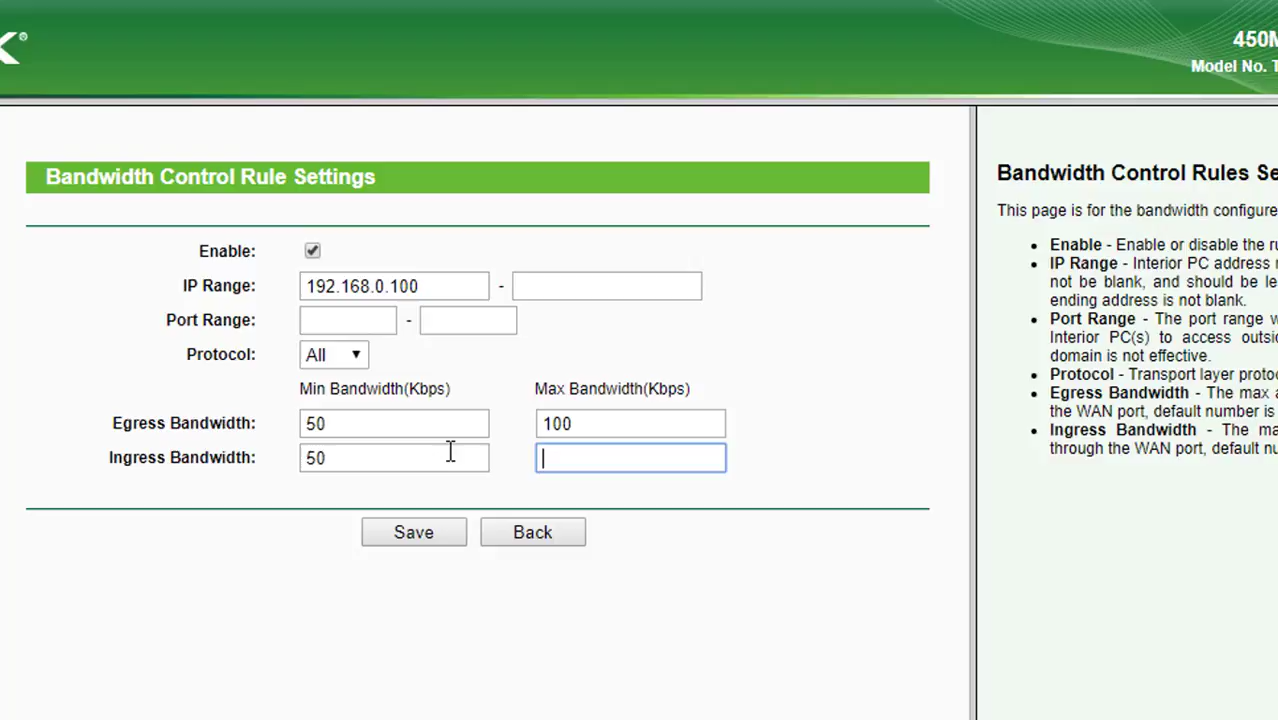 K®
450M
Model No. T
Bandwidth Control Rule Settings
Enable:
IP Range: 192.168.0.100 -
Port Range: -
Protocol: All
Min Bandwidth(Kbps) Max Bandwidth(Kbps)
Egress Bandwidth: 50 100
Ingress Bandwidth: 50
Save Back
Bandwidth Control Rules Se
This page is for the bandwidth configure
• Enable - Enable or disable the ru
• IP Range - Interior PC address r
not be blank, and should be le
ending address is not blank.
• Port Range - The port range w
Interior PC(s) to access outsid
domain is not effective.
• Protocol - Transport layer protoc
• Egress Bandwidth - The max a
the WAN port, default number is
• Ingress Bandwidth - The ma
through the WAN port, default nu